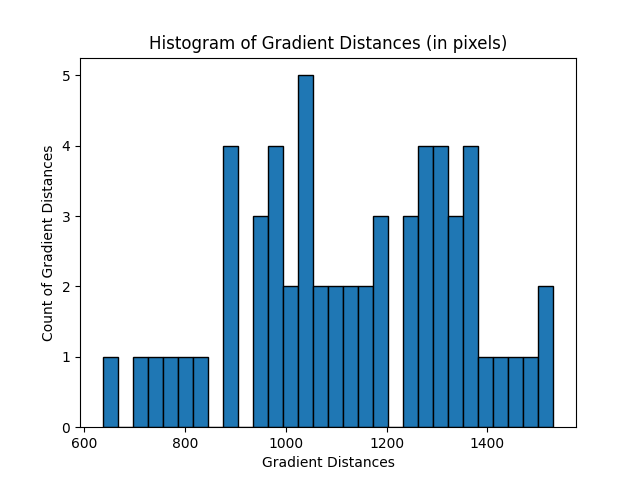 Histogram of Gradient Distances (in pixels)
5
4
3
2
1
0
Count of Gradient Distances
600 800 1000 1200 1400
Gradient Distances